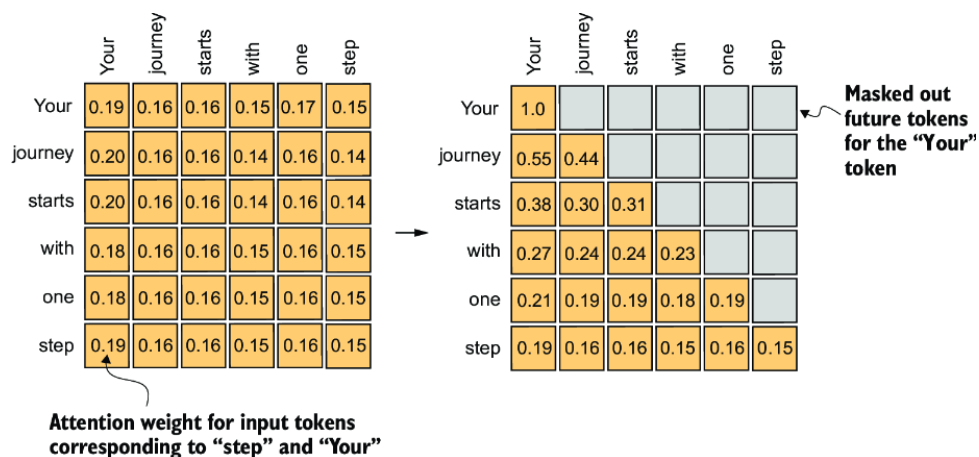 Your journey starts with one step
Your 0.19 0.16 0.16 0.15 0.17 0.15
journey 0.20 0.16 0.16 0.14 0.16 0.14
starts 0.20 0.16 0.16 0.14 0.16 0.14
with 0.18 0.16 0.16 0.15 0.16 0.15
one 0.18 0.16 0.16 0.15 0.16 0.15
step 0.19 0.16 0.16 0.15 0.16 0.15
Attention weight for input tokens
corresponding to “step” and “Your”
Your journey starts with one step
Your 1.0
journey 0.55 0.44
starts 0.38 0.30 0.31
with 0.27 0.24 0.24 0.23
one 0.21 0.19 0.19 0.18 0.19
step 0.19 0.16 0.16 0.15 0.16 0.15
Masked out
future tokens
for the “Your”
token